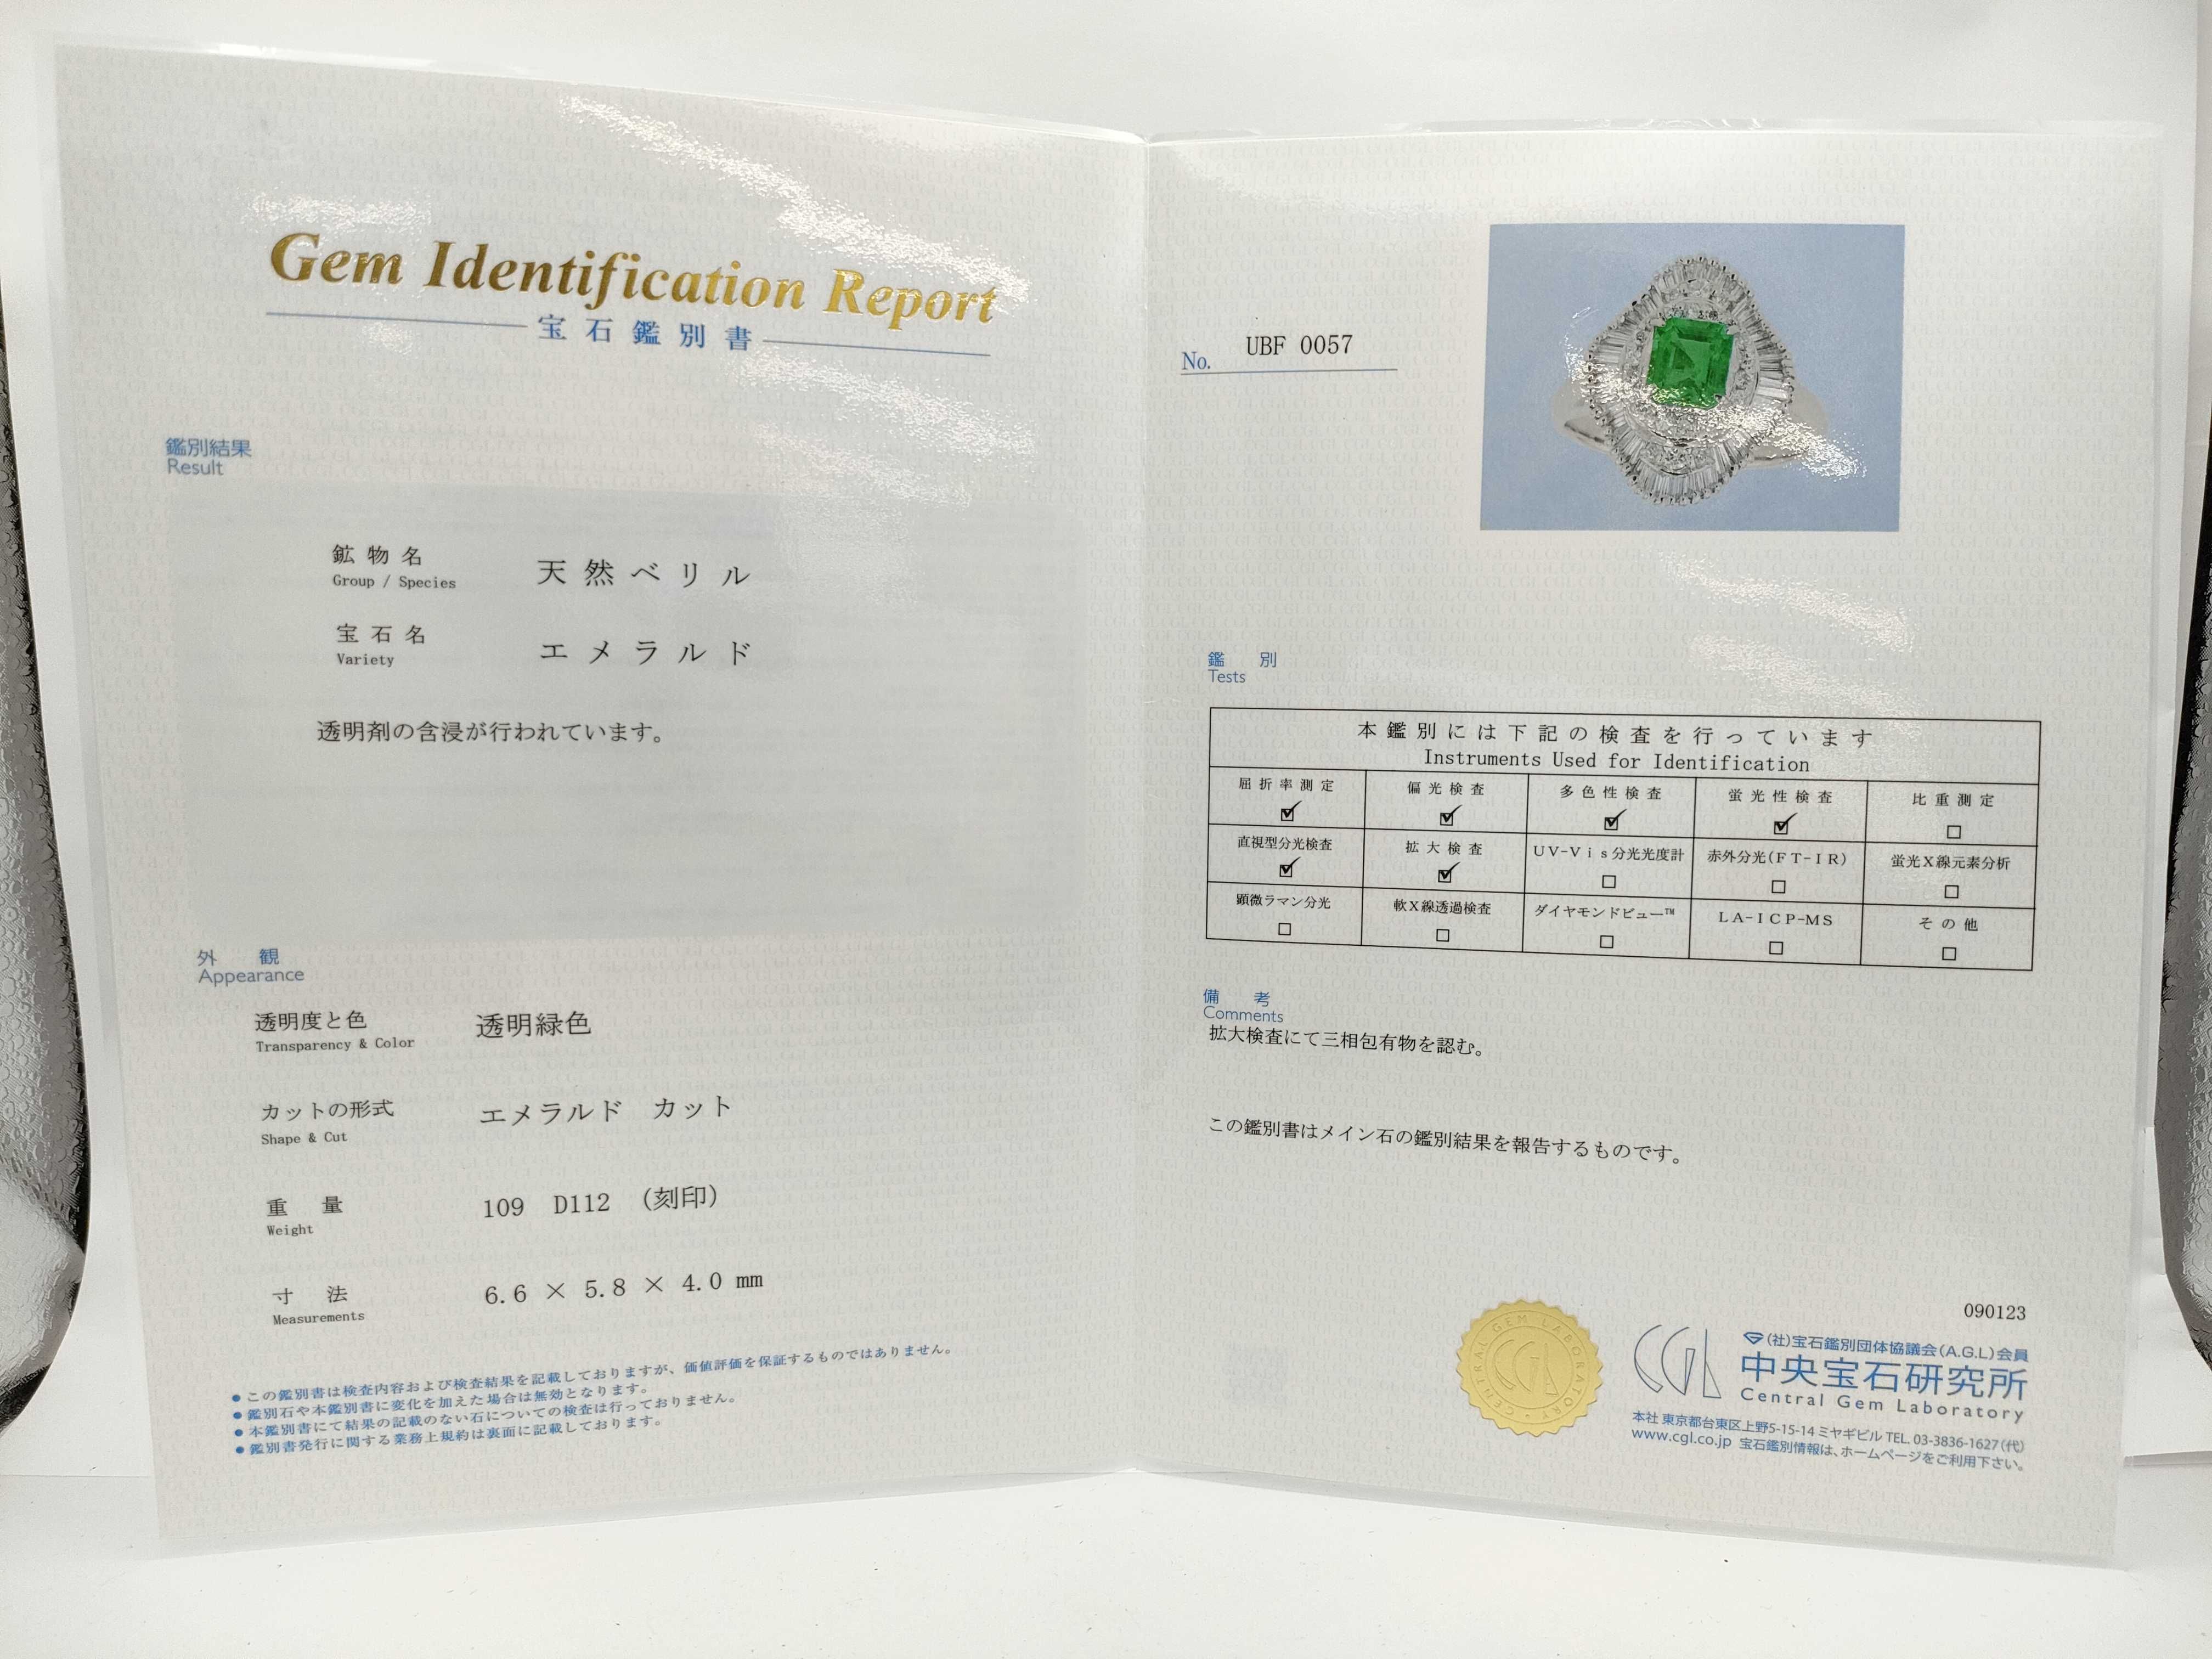 Gem Identification Report
宝石鑑別書
鑑別結果
Result
鉱物名
Group / Species
天然ベリル
宝石名
Variety
エメラルド
透明剤の含浸が行われています。
外観
Appearance
透明度と色
Transparency & Color
透明緑色
カットの形式
Shape & Cut
エメラルド カット
重量
Weight
109 D112 (刻印)
寸法
Measurements
6.6 × 5.8 × 4.0 mm
●この鑑別書は検査内容および検査結果を記載しておりますが、価値評価を保証するものではありません。
●鑑別石や本鑑別書に変化を加えた場合は無効となります。
●本鑑別書にて結果の記載のない石についての検査は行っておりません。
●鑑別書発行に関する業務上規約は裏面に記載しております。
No. UBF 0057
鑑別
Tests
本鑑別には下記の検査を行っています
Instruments Used for Identification
屈折率測定 偏光検査 多色性検査 蛍光性検査 比重測定
☑ ☑ ☑ ☑ □
直視型分光検査 拡大検査 UV-Vis分光光度計 赤外分光(FT-IR) 蛍光X線元素分析
☑ ☑ □ □ □
顕微ラマン分光 軟X線透過検査 ダイヤモンドビュー™ LA-ICP-MS その他
□ □ □ □ □
備考
Comments
拡大検査にて三相包有物を認む。
この鑑別書はメイン石の鑑別結果を報告するものです。
090123
CENTRAL GEM LABORATORY
CGL
(社)宝石鑑別団体協議会(A.G.L)会員
中央宝石研究所
Central Gem Laboratory
本社 東京都台東区上野5-15-14 ミヤギビル TEL. 03-3836-1627(代)
www.cgl.co.jp 宝石鑑別情報は、ホームページをご利用下さい。